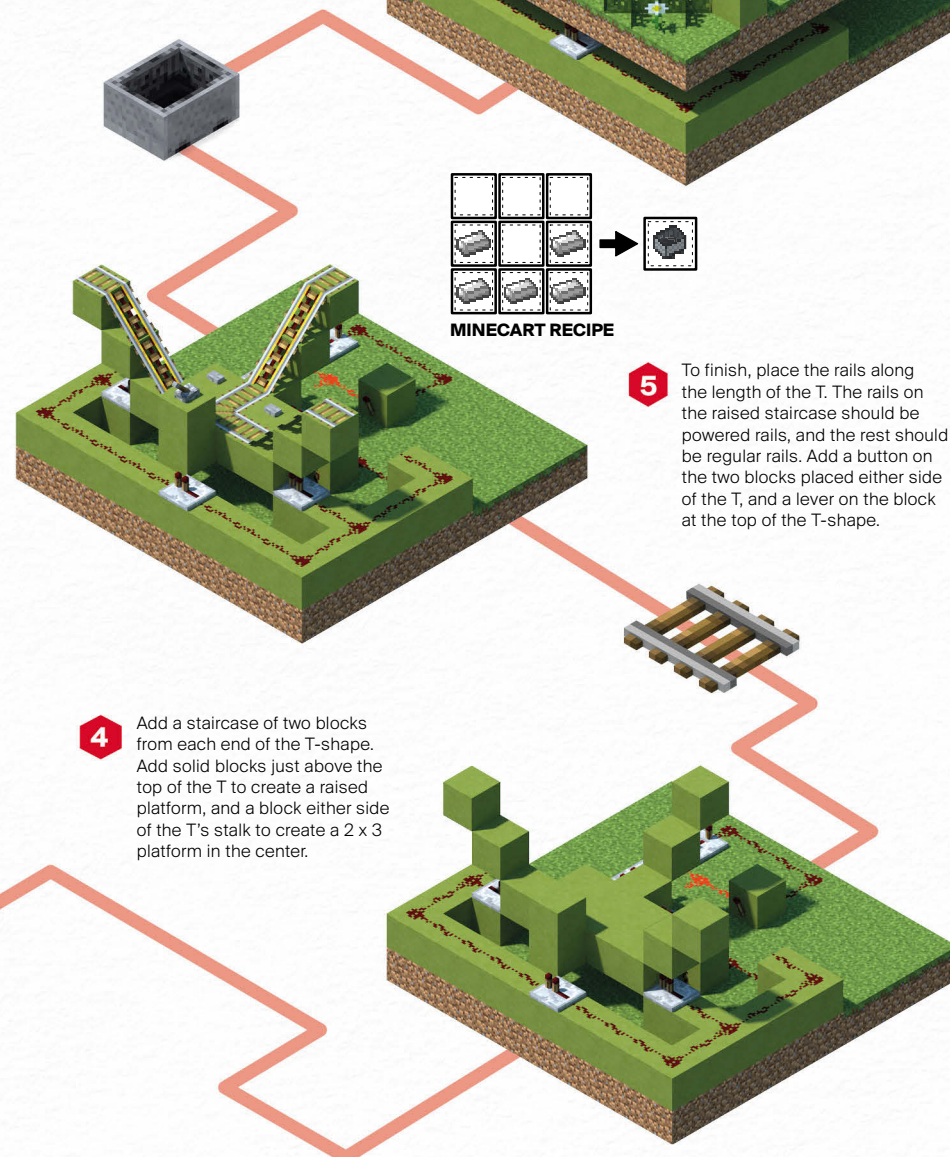 MINECART RECIPE
5
To finish, place the rails along
the length of the T. The rails on
the raised staircase should be
powered rails, and the rest should
be regular rails. Add a button on
the two blocks placed either side
of the T, and a lever on the block
at the top of the T-shape.
4
Add a staircase of two blocks
from each end of the T-shape.
Add solid blocks just above the
top of the T to create a raised
platform, and a block either side
of the T's stalk to create a 2 x 3
platform in the center.